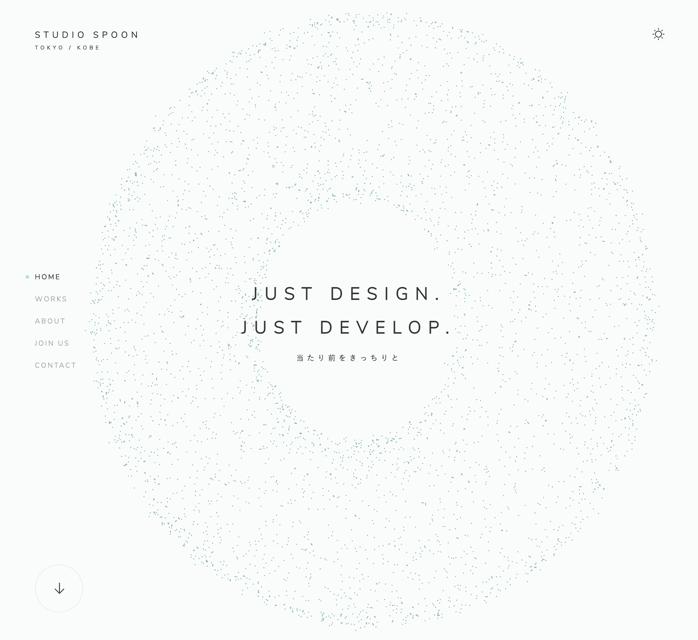 STUDIO SPOON
TOKYO / KOBE
HOME
WORKS
ABOUT
JOIN US
CONTACT
JUST DESIGN.
JUST DEVELOP.
当たり前をきっちりと